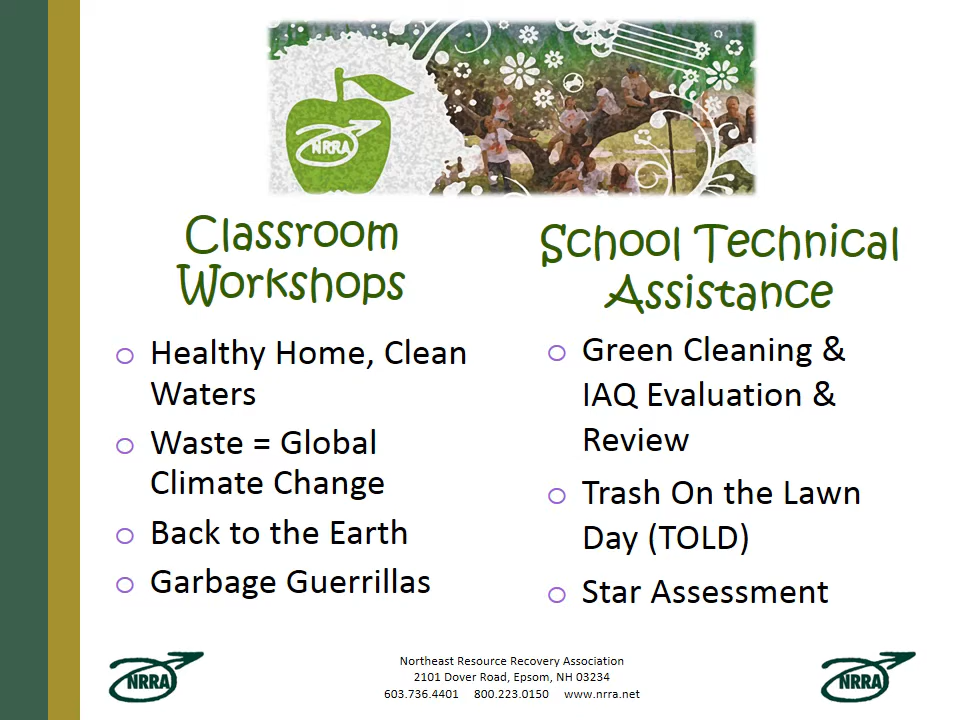 NRRA
Classroom
Workshops
Healthy Home, Clean
Waters
Waste = Global
Climate Change
Back to the Earth
Garbage Guerrillas
School Technical
Assistance
Green Cleaning &
IAQ Evaluation &
Review
Trash On the Lawn
Day (TOLD)
Star Assessment
NRRA
Northeast Resource Recovery Association
2101 Dover Road, Epsom, NH 03234
603.736.4401 800.223.0150 www.nrra.net
NRRA